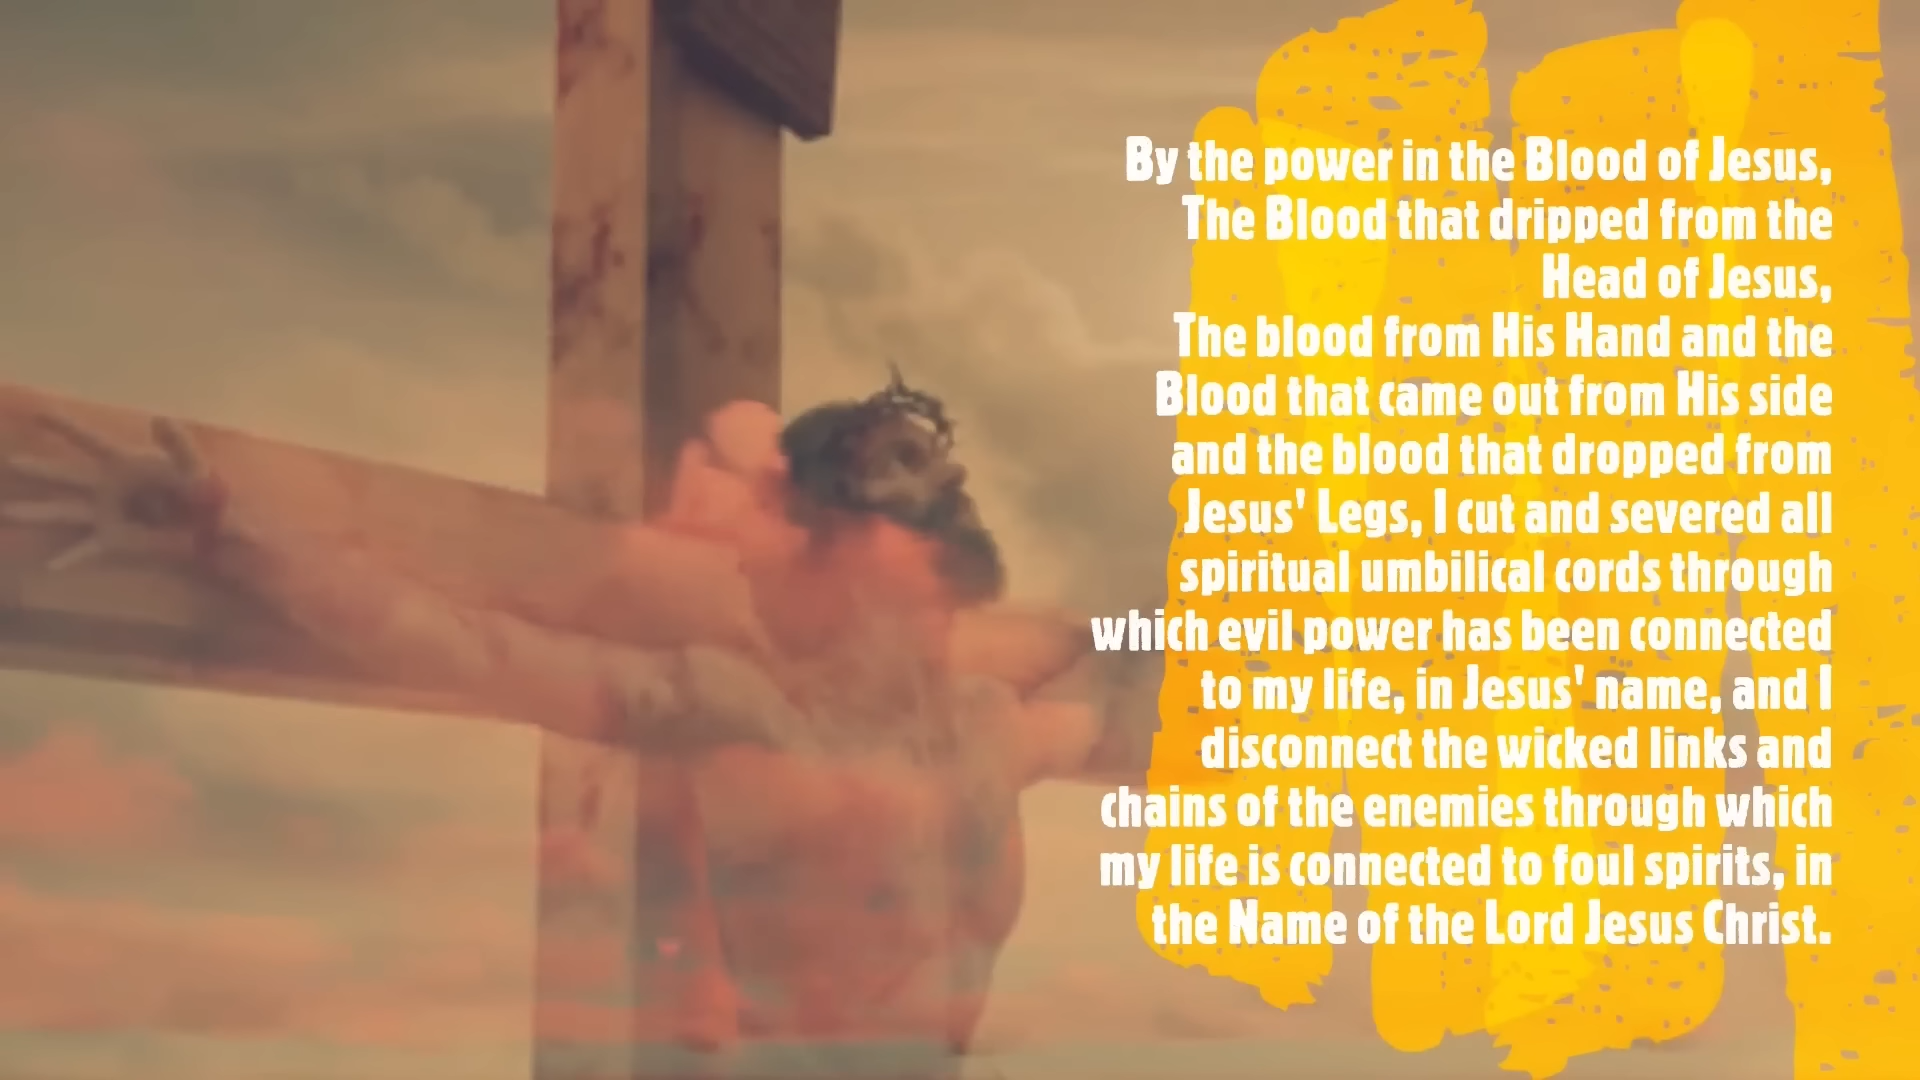 By the power in the Blood of Jesus,
The Blood that dripped from the
Head of Jesus,
The blood from His Hand and the
Blood that came out from His side
and the blood that dropped from
Jesus' Legs, I cut and severed all
spiritual umbilical cords through
which evil power has been connected
to my life, in Jesus' name, and I
disconnect the wicked links and
chains of the enemies through which
my life is connected to foul spirits, in
the Name of the Lord Jesus Christ.